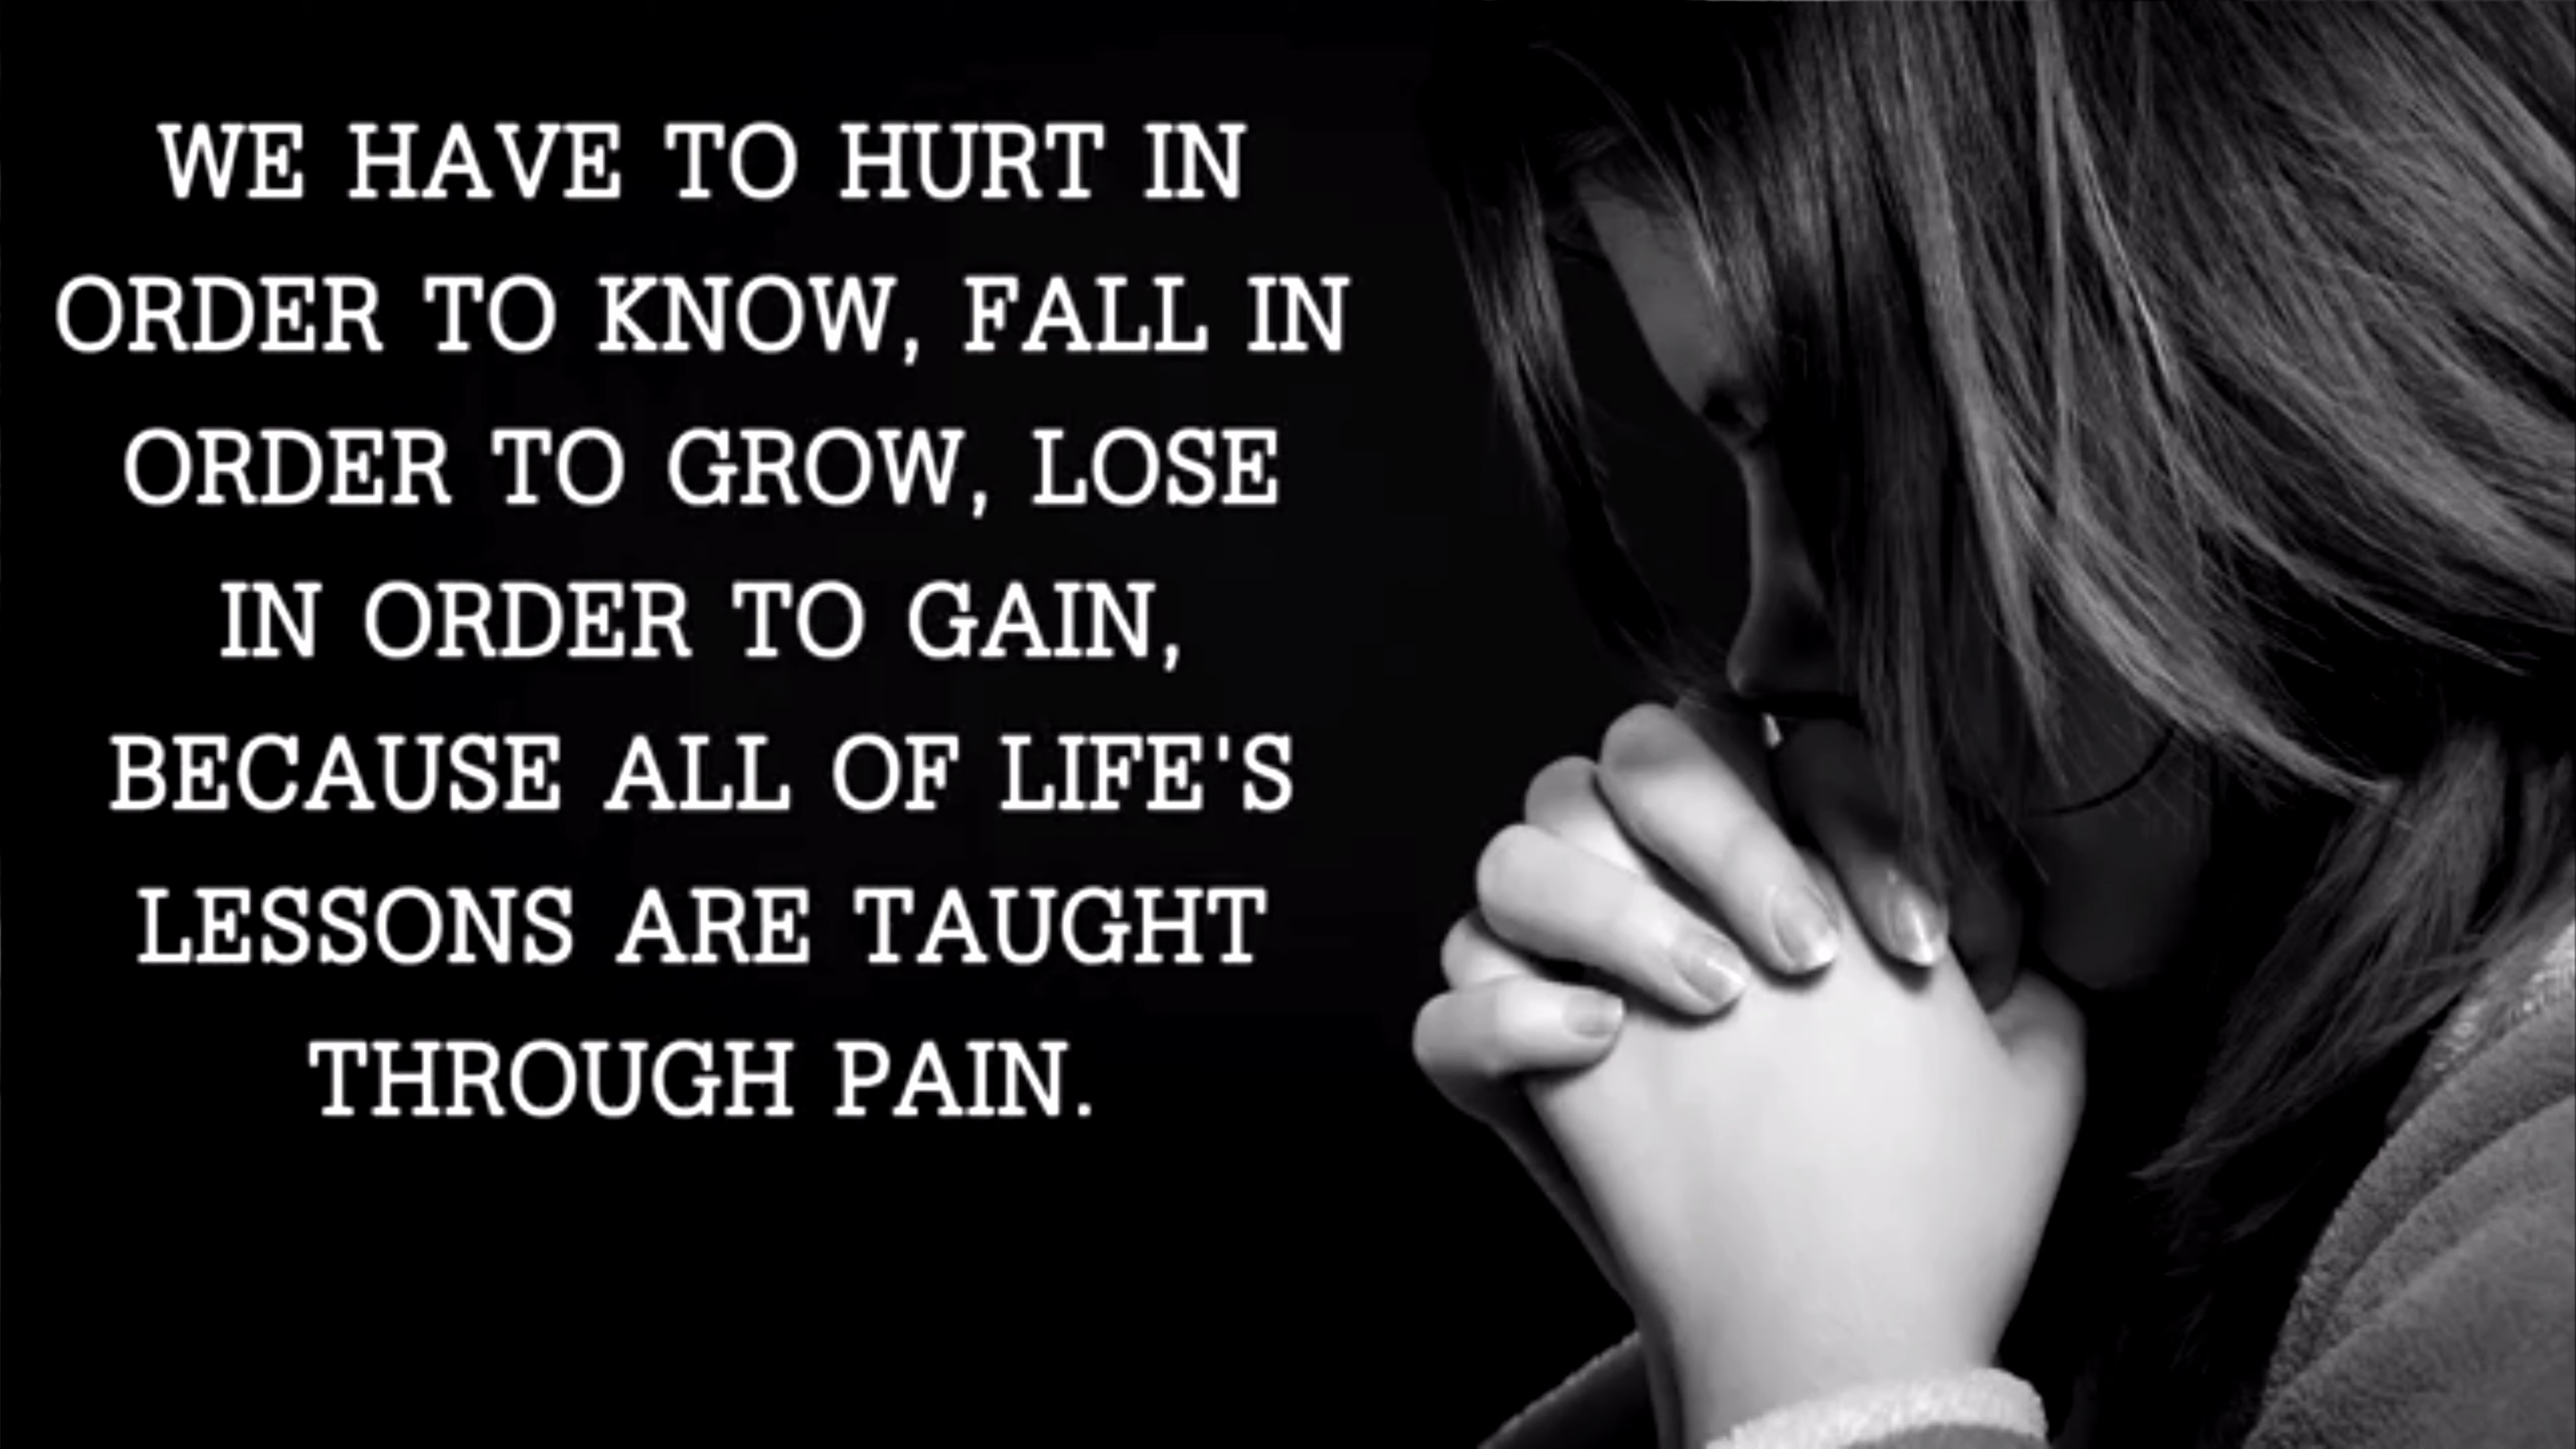 WE HAVE TO HURT IN
ORDER TO KNOW, FALL IN
ORDER TO GROW, LOSE
IN ORDER TO GAIN,
BECAUSE ALL OF LIFE'S
LESSONS ARE TAUGHT
THROUGH PAIN.